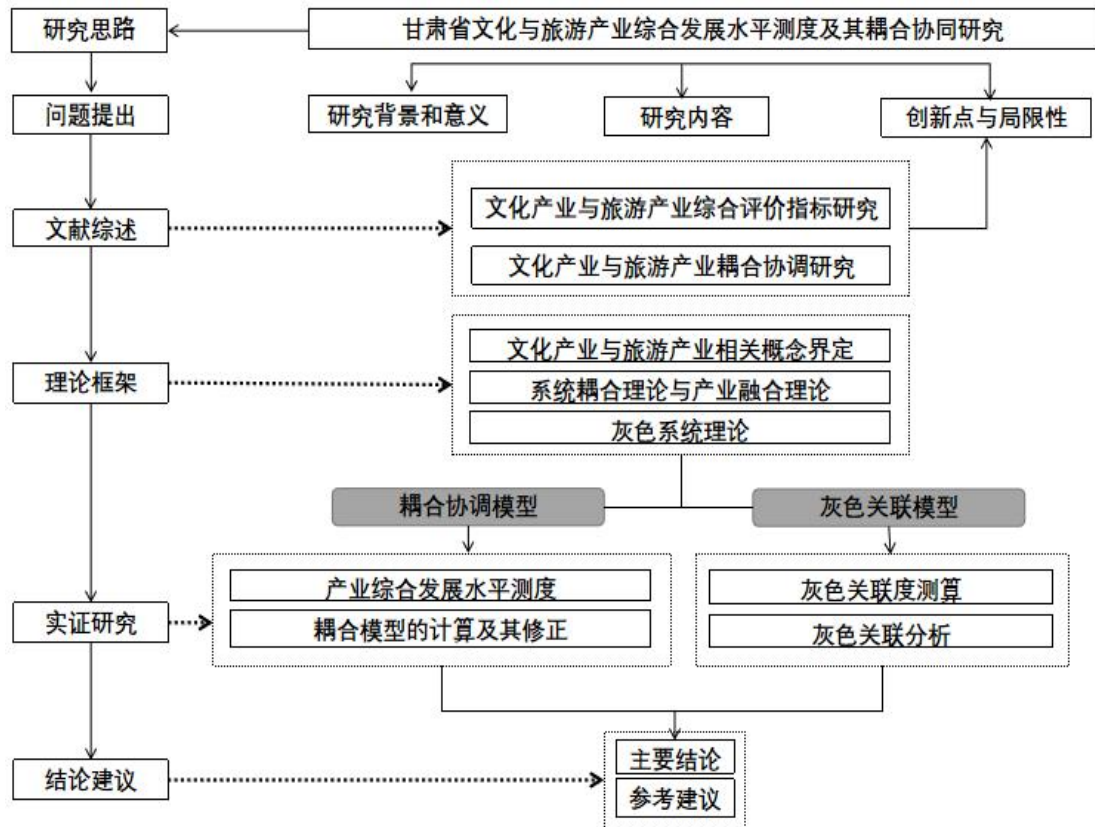 研究思路
甘肃省文化与旅游产业综合发展水平测度及其耦合协同研究
问题提出
研究背景和意义
研究内容
创新点与局限性
文献综述
文化产业与旅游产业综合评价指标研究
文化产业与旅游产业耦合协调研究
理论框架
文化产业与旅游产业相关概念界定
系统耦合理论与产业融合理论
灰色系统理论
耦合协调模型
灰色关联模型
实证研究
产业综合发展水平测度
耦合模型的计算及其修正
灰色关联度测算
灰色关联分析
结论建议
主要结论
参考建议